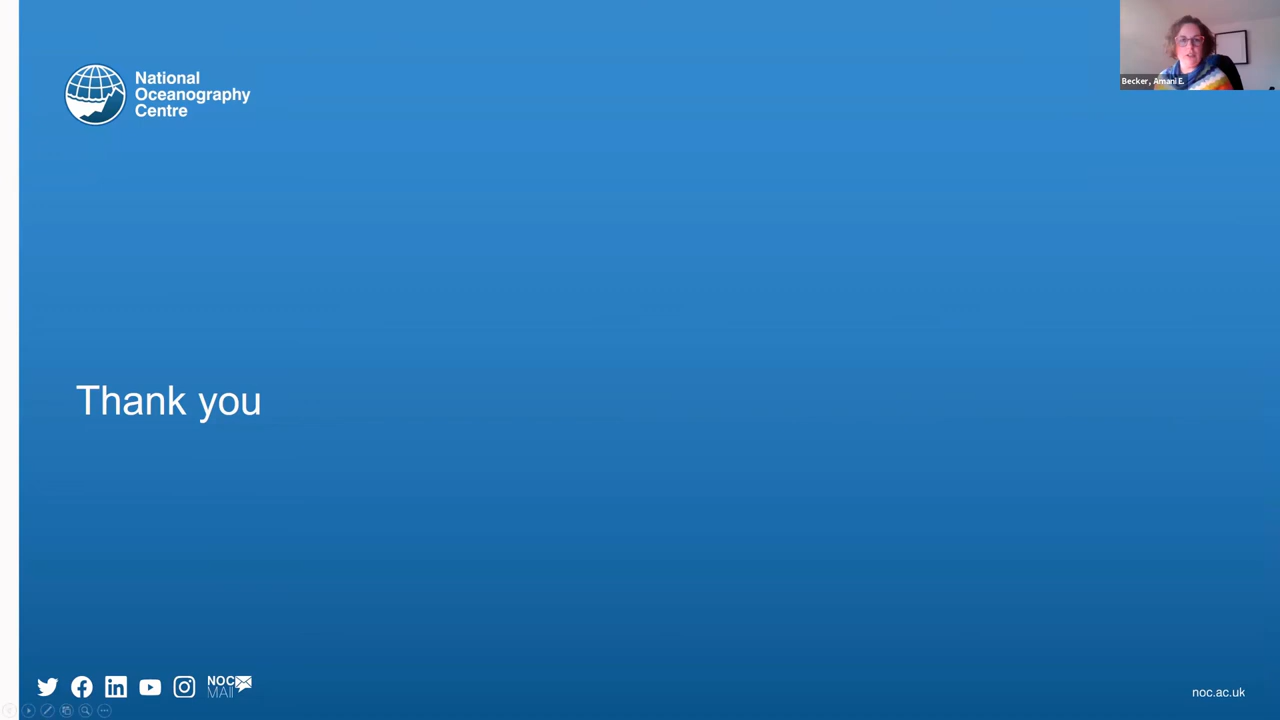 National
Oceanography
Centre
Becker, Amani E.
Thank you
NOC
MAIL
noc.ac.uk